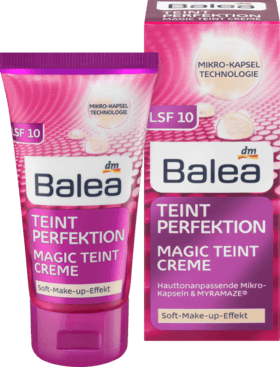 MIKRO-KAPSEL
TECHNOLOGIE
LSF 10
dm
Balea
TEINT
PERFEKTION
MAGIC TEINT
CREME
Soft-Make-up-Effekt
TEINT
PERFEKTION
MAGIC TEINT CREME
MIKRO-KAPSEL
TECHNOLOGIE
LSF 10
dm
Balea
TEINT
PERFEKTION
MAGIC TEINT
CREME
Hauttonanpassende Mikro-
Kapseln & MYRAMAZE®
Soft-Make-up-Effekt